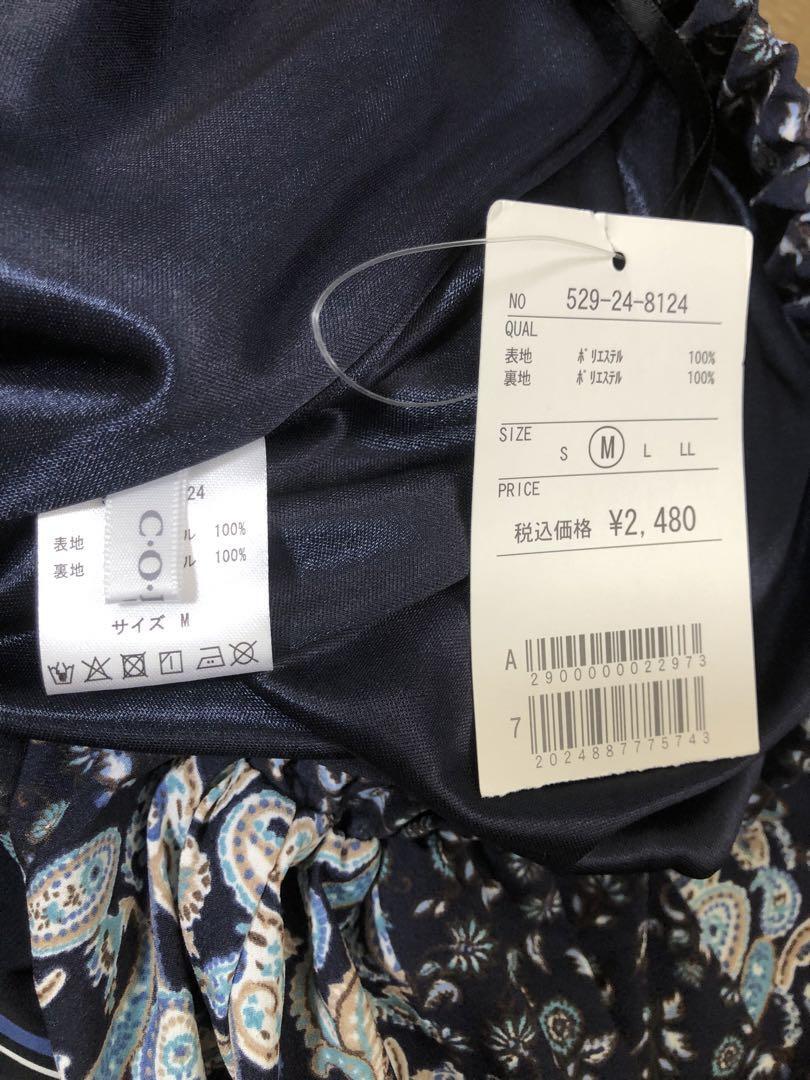 NO 529-24-8124
QUAL
表地 ﾎﾟﾘｴｽﾃﾙ 100%
裏地 ﾎﾟﾘｴｽﾃﾙ 100%
SIZE
S M L LL
PRICE
税込価格 ¥2,480
A
2900000022973
7
2024887775743
24
表地 ル 100%
裏地 ル 100%
サイズ M
C・O・